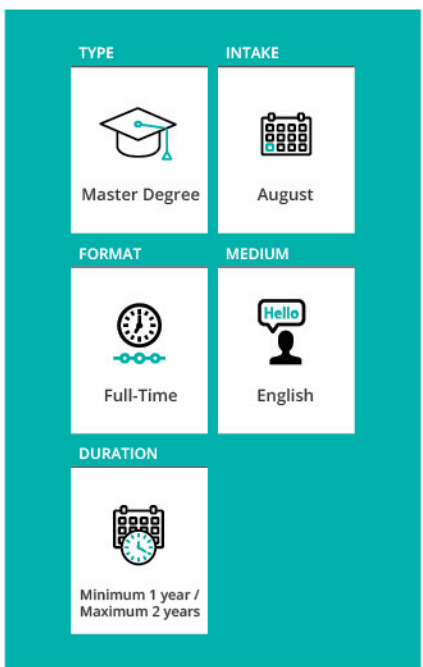 TYPE
INTAKE
Master Degree
August
FORMAT
MEDIUM
Hello
Full-Time
English
DURATION
Minimum 1 year /
Maximum 2 years